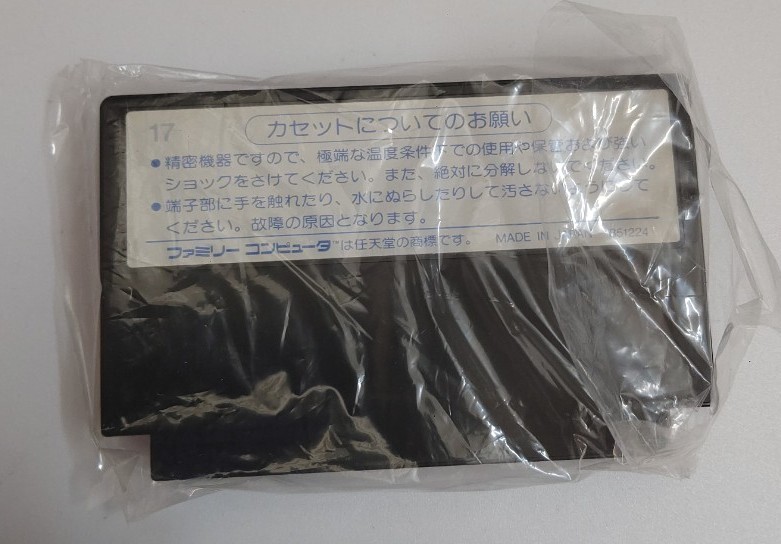 17
カセットについてのお願い
●精密機器ですので、極端な温度条件下での使用や保管および強い
ショックをさけてください。また、絶対に分解しないでください。
●端子部に手を触れたり、水にぬらしたりして汚さないようにして
ください。故障の原因となります。
ファミリーコンピュータ™は任天堂の商標です。 MADE IN JAPAN 051224